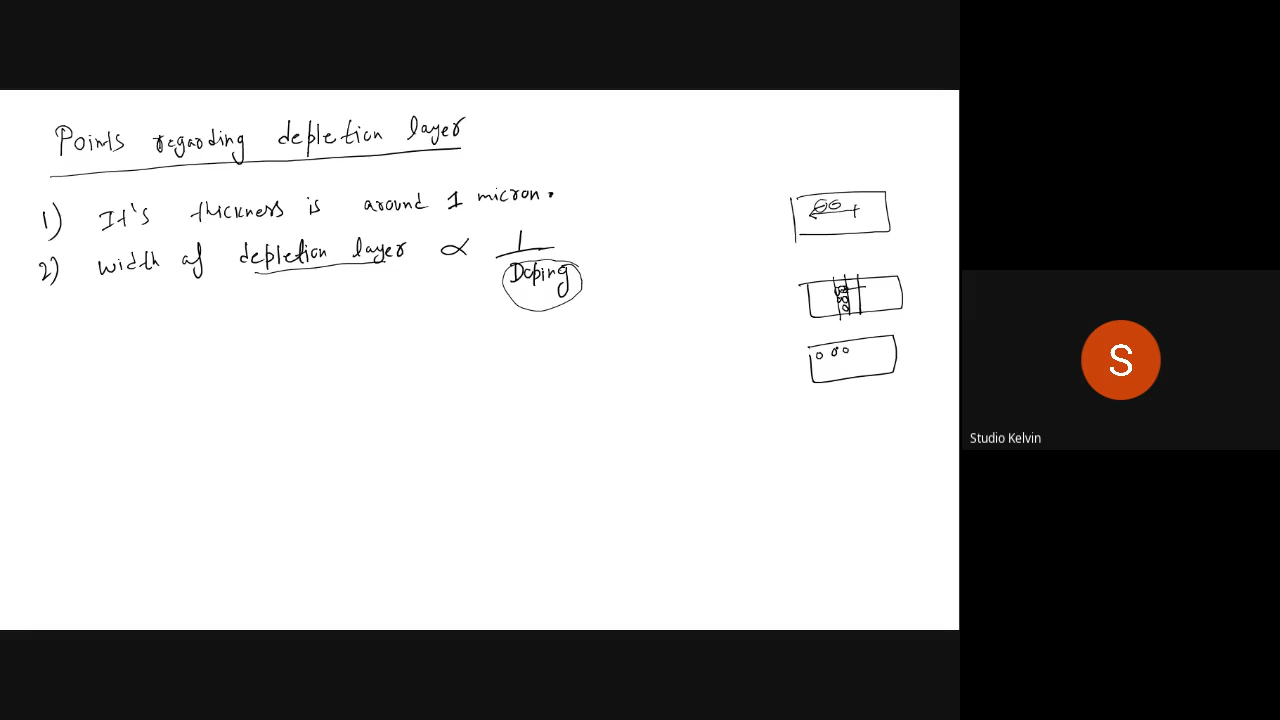 Points regarding depletion layer
1) It's thickness is around 1 micron.
2) width of depletion layer ∝ 1/Doping
S
Studio Kelvin